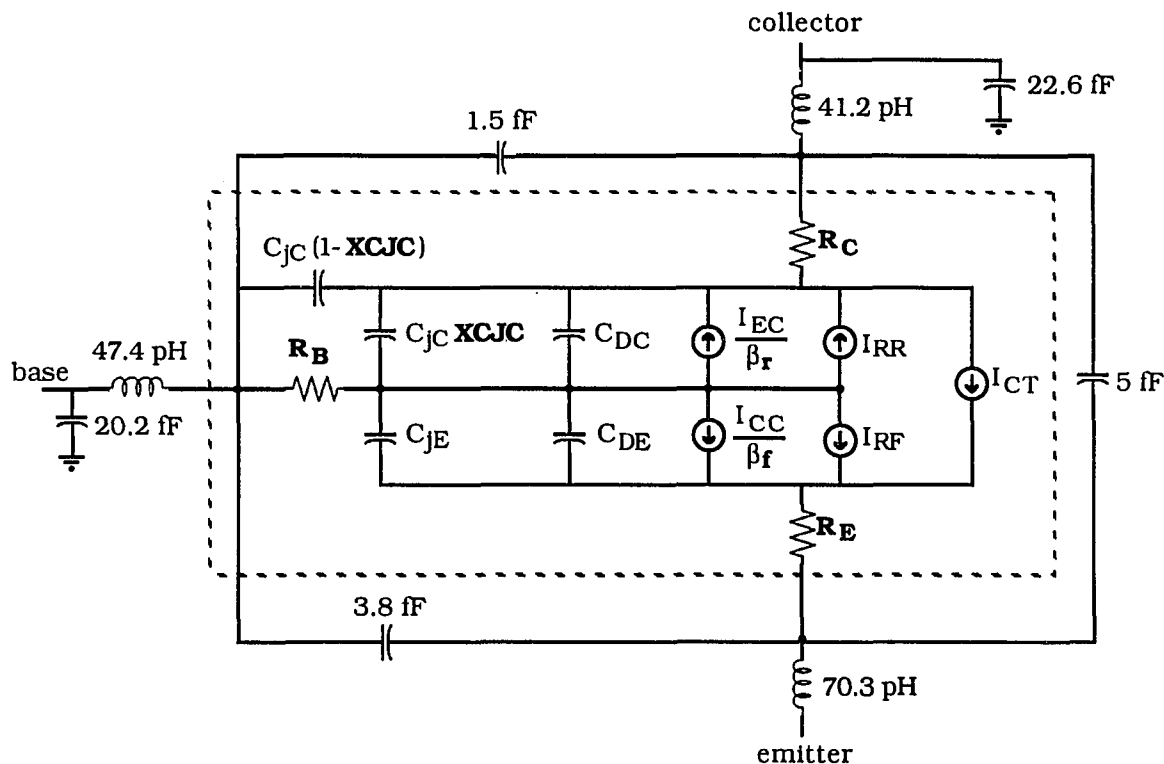 collector
22.6 fF
41.2 pH
1.5 fF
R_C
C_jC (1-XCJC)
C_jC XCJC
C_DC
I_EC
β_r
I_RR
47.4 pH
R_B
base
I_CT
5 fF
20.2 fF
C_jE
C_DE
I_CC
β_f
I_RF
R_E
3.8 fF
70.3 pH
emitter